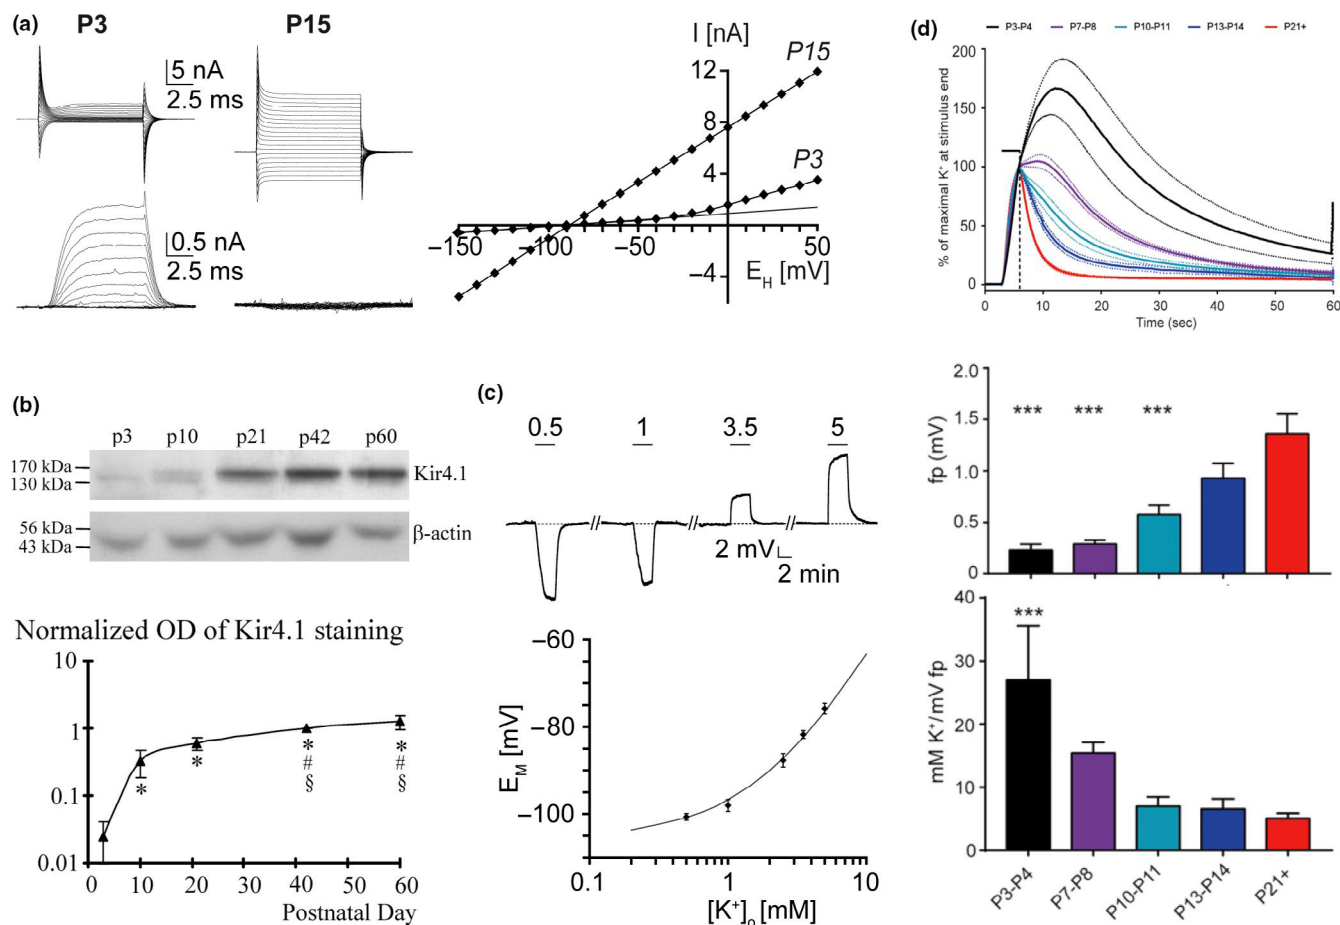 (a)
P3
P15
5 nA
2.5 ms
0.5 nA
2.5 ms
I [nA]
P15
12
8
P3
4
−150
−100
−50
50
−4
E_H [mV]
(b)
p3 p10 p21 p42 p60
170 kDa
130 kDa
Kir4.1
56 kDa
43 kDa
β-actin
Normalized OD of Kir4.1 staining
10
1
0.1
0.01
*
*
*
#
§
*
#
§
0 10 20 30 40 50 60
Postnatal Day
(c)
0.5 1 3.5 5
2 mV
2 min
−60
−80
−100
E_M [mV]
0.1 1 10
[K⁺]ₒ [mM]
(d)
P3-P4 P7-P8 P10-P11 P13-P14 P21+
200
150
100
50
0
% of maximal K⁺ at stimulus end
0 10 20 30 40 50 60
Time (sec)
2.0
1.5
1.0
0.5
0
fp (mV)
*** *** ***
40
30
20
10
0
mM K⁺/mV fp
***
P3-P4
P7-P8
P10-P11
P13-P14
P21+